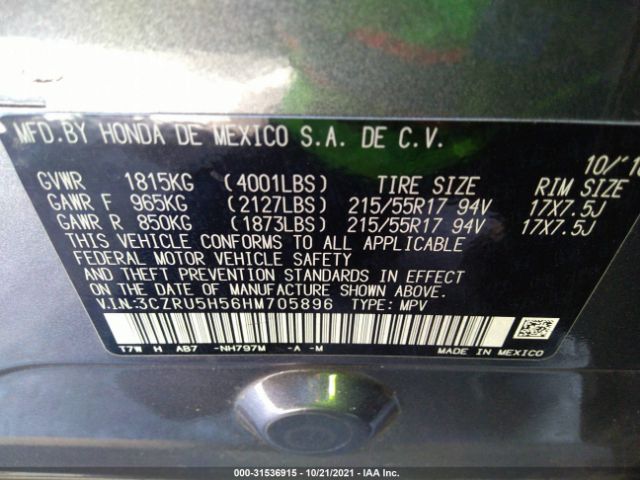 MFD.BY HONDA DE MEXICO S.A. DE C.V.
10/'16
GVWR 1815KG (4001LBS) TIRE SIZE RIM SIZE
GAWR F 965KG (2127LBS) 215/55R17 94V 17X7.5J
GAWR R 850KG (1873LBS) 215/55R17 94V 17X7.5J
THIS VEHICLE CONFORMS TO ALL APPLICABLE
FEDERAL MOTOR VEHICLE SAFETY
AND THEFT PREVENTION STANDARDS IN EFFECT
ON THE DATE OF MANUFACTURE SHOWN ABOVE.
V.I.N.:3CZRU5H56HM705896 TYPE: MPV
T7W H AB7 -NH797M -A -M
MADE IN MEXICO
000-31536915 - 10/21/2021 - IAA Inc.